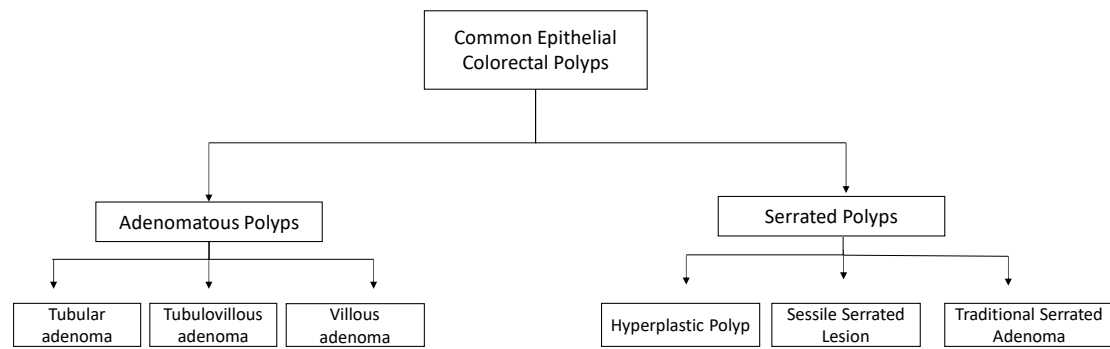 Common Epithelial
Colorectal Polyps
Adenomatous Polyps
Serrated Polyps
Tubular
adenoma
Tubulovillous
adenoma
Villous
adenoma
Hyperplastic Polyp
Sessile Serrated
Lesion
Traditional Serrated
Adenoma